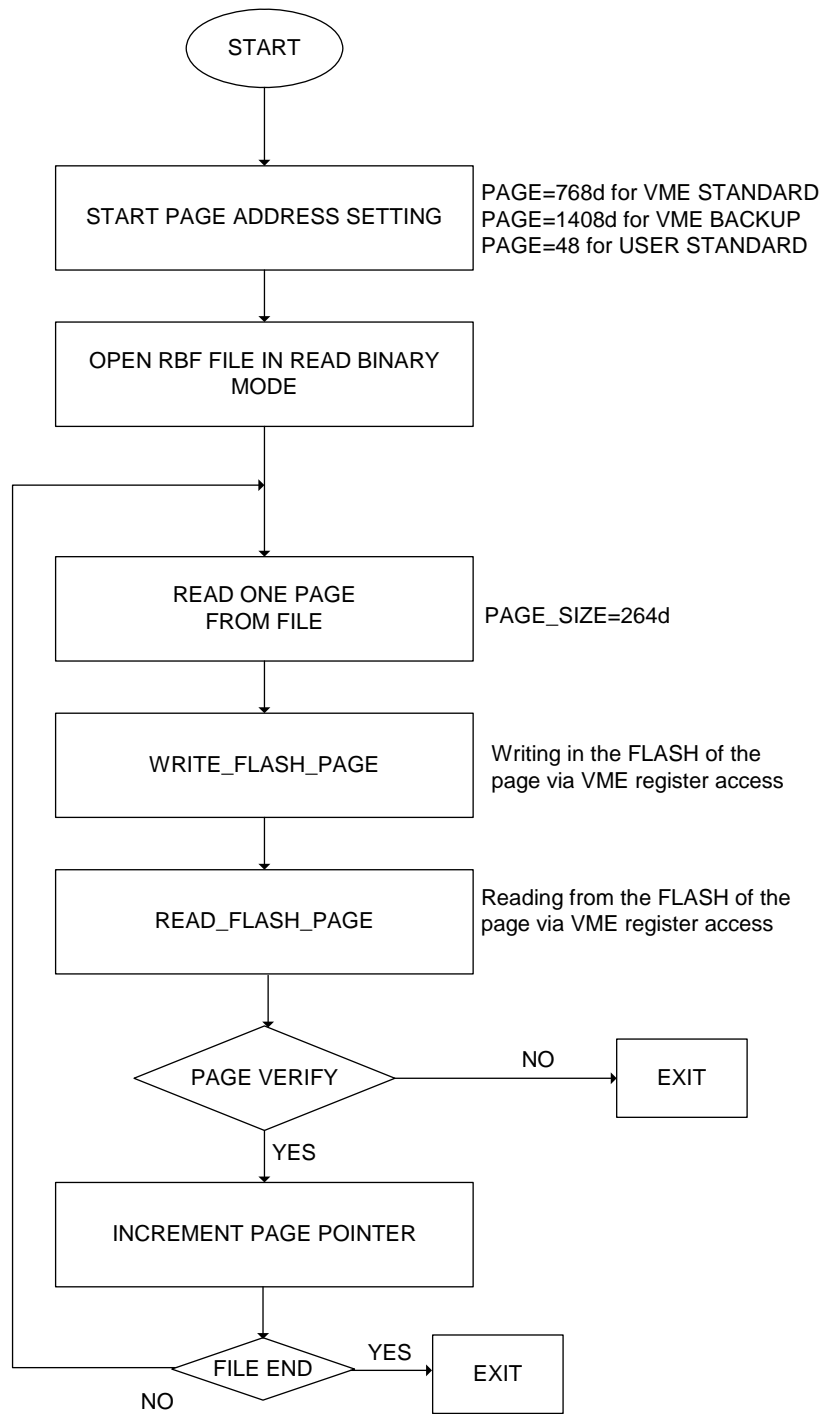 START
START PAGE ADDRESS SETTING
PAGE=768d for VME STANDARD
PAGE=1408d for VME BACKUP
PAGE=48 for USER STANDARD
OPEN RBF FILE IN READ BINARY
MODE
READ ONE PAGE
FROM FILE
PAGE_SIZE=264d
WRITE_FLASH_PAGE
Writing in the FLASH of the
page via VME register access
READ_FLASH_PAGE
Reading from the FLASH of the
page via VME register access
PAGE VERIFY
NO
EXIT
YES
INCREMENT PAGE POINTER
FILE END
YES
EXIT
NO